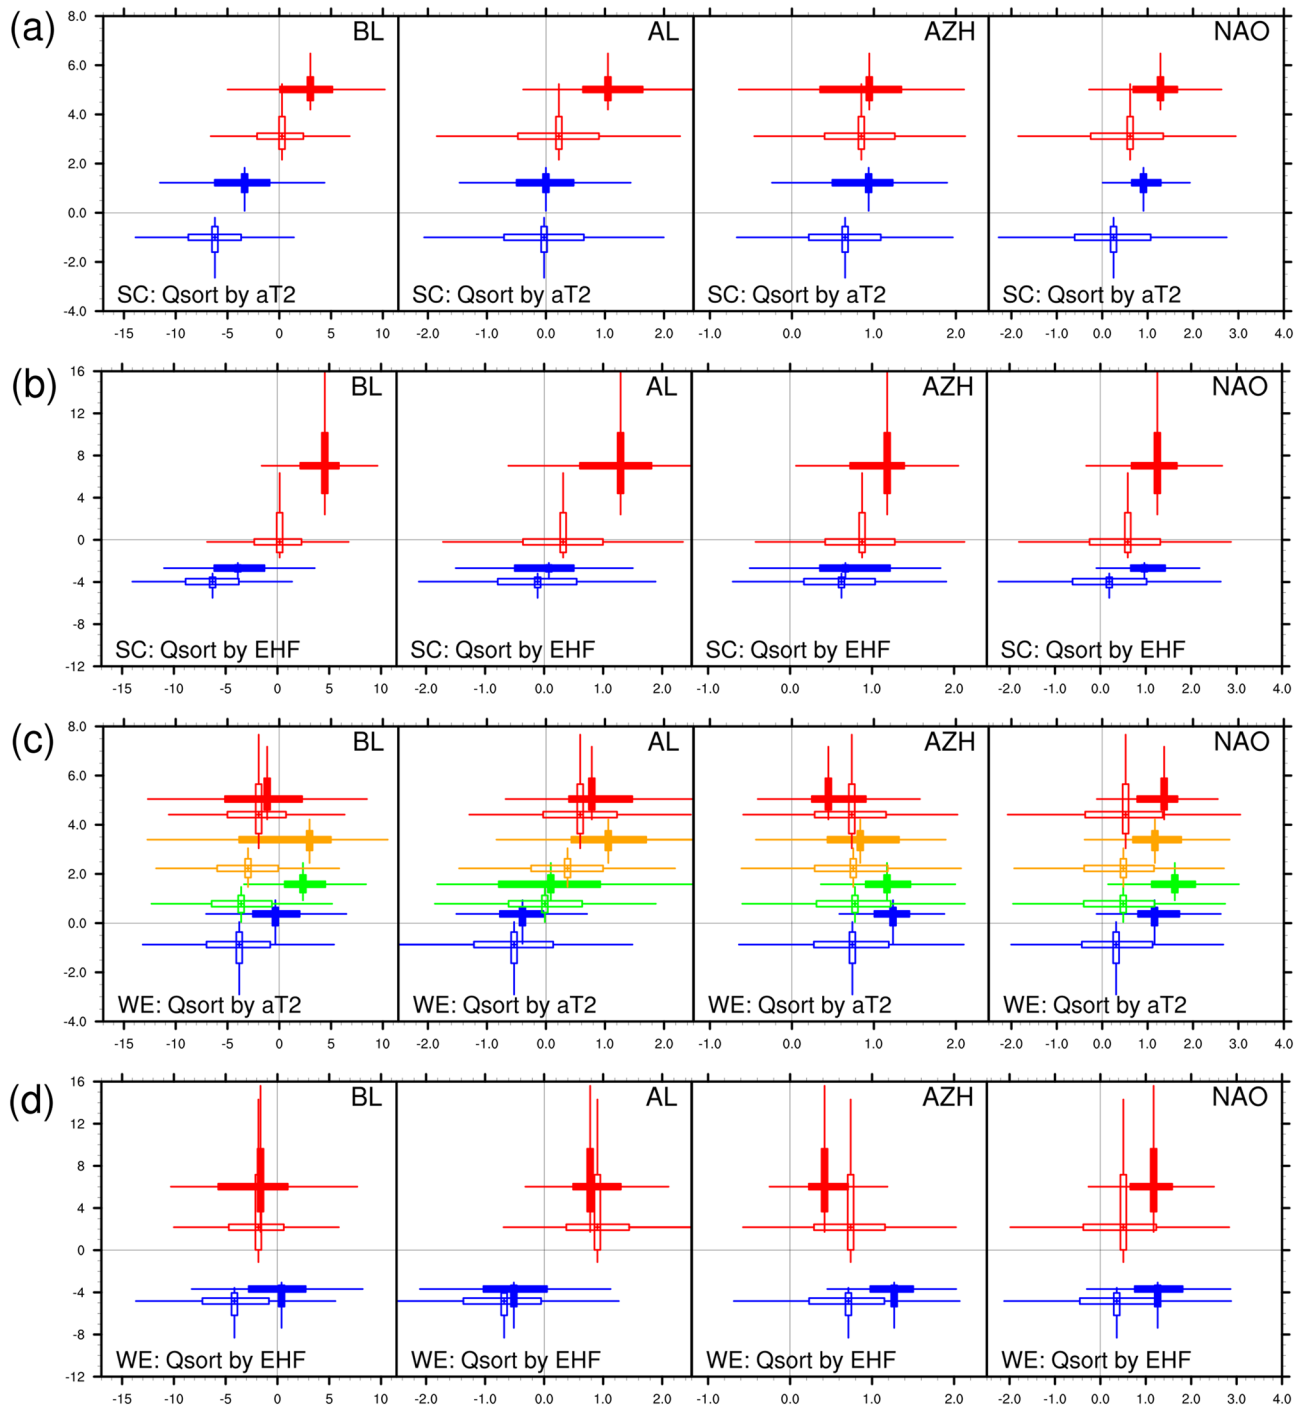 (a) BL AL AZH NAO
8.0
6.0
4.0
2.0
0.0
-2.0
-4.0
SC: Qsort by aT2 SC: Qsort by aT2 SC: Qsort by aT2 SC: Qsort by aT2
-15 -5 0 5 10 -2.0 -1.0 0.0 1.0 2.0 -1.0 0.0 1.0 2.0 -2.0 -1.0 0.0 1.0 2.0 3.0 4.0
(b) BL AL AZH NAO
16
12
8
4
0
-4
-8
-12
SC: Qsort by EHF SC: Qsort by EHF SC: Qsort by EHF SC: Qsort by EHF
-15 -5 0 5 10 -2.0 -1.0 0.0 1.0 2.0 -1.0 0.0 1.0 2.0 -2.0 -1.0 0.0 1.0 2.0 3.0 4.0
(c) BL AL AZH NAO
8.0
6.0
4.0
2.0
0.0
-2.0
-4.0
WE: Qsort by aT2 WE: Qsort by aT2 WE: Qsort by aT2 WE: Qsort by aT2
-15 -5 0 5 10 -2.0 -1.0 0.0 1.0 2.0 -1.0 0.0 1.0 2.0 -2.0 -1.0 0.0 1.0 2.0 3.0 4.0
(d) BL AL AZH NAO
16
12
8
4
0
-4
-8
-12
WE: Qsort by EHF WE: Qsort by EHF WE: Qsort by EHF WE: Qsort by EHF
-15 -5 0 5 10 -2.0 -1.0 0.0 1.0 2.0 -1.0 0.0 1.0 2.0 -2.0 -1.0 0.0 1.0 2.0 3.0 4.0